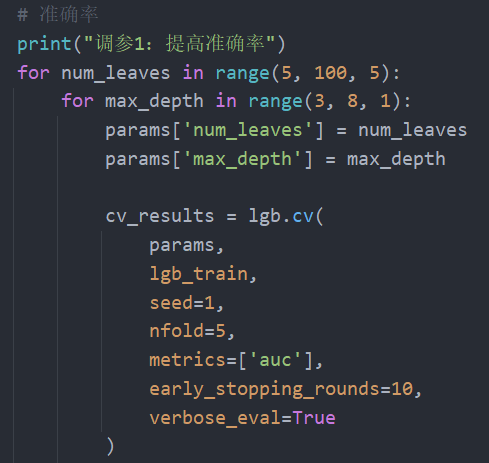 # 准确率
print("调参1：提高准确率")
for num_leaves in range(5, 100, 5):
    for max_depth in range(3, 8, 1):
        params['num_leaves'] = num_leaves
        params['max_depth'] = max_depth

        cv_results = lgb.cv(
            params,
            lgb_train,
            seed=1,
            nfold=5,
            metrics=['auc'],
            early_stopping_rounds=10,
            verbose_eval=True
        )